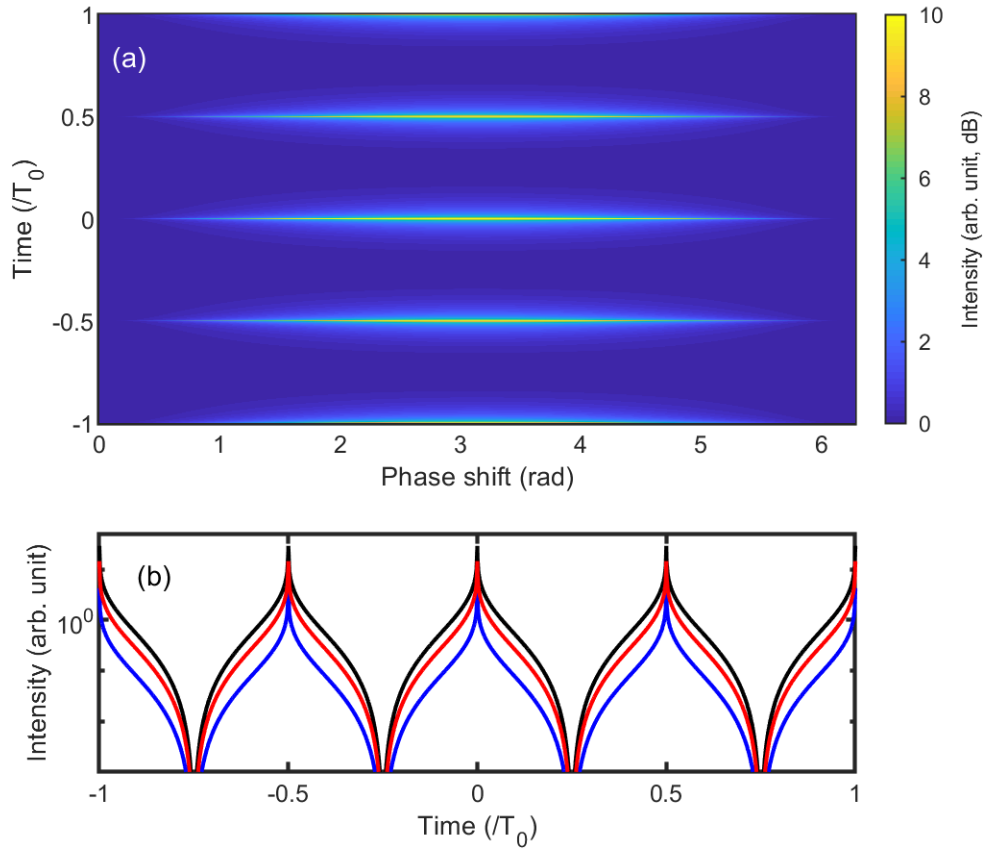 (a)
Time (/T0)
1
0.5
0
-0.5
-1
0 1 2 3 4 5 6
Phase shift (rad)
10
8
6
4
2
0
Intensity (arb. unit, dB)
(b)
Intensity (arb. unit)
10^0
-1 -0.5 0 0.5 1
Time (/T0)